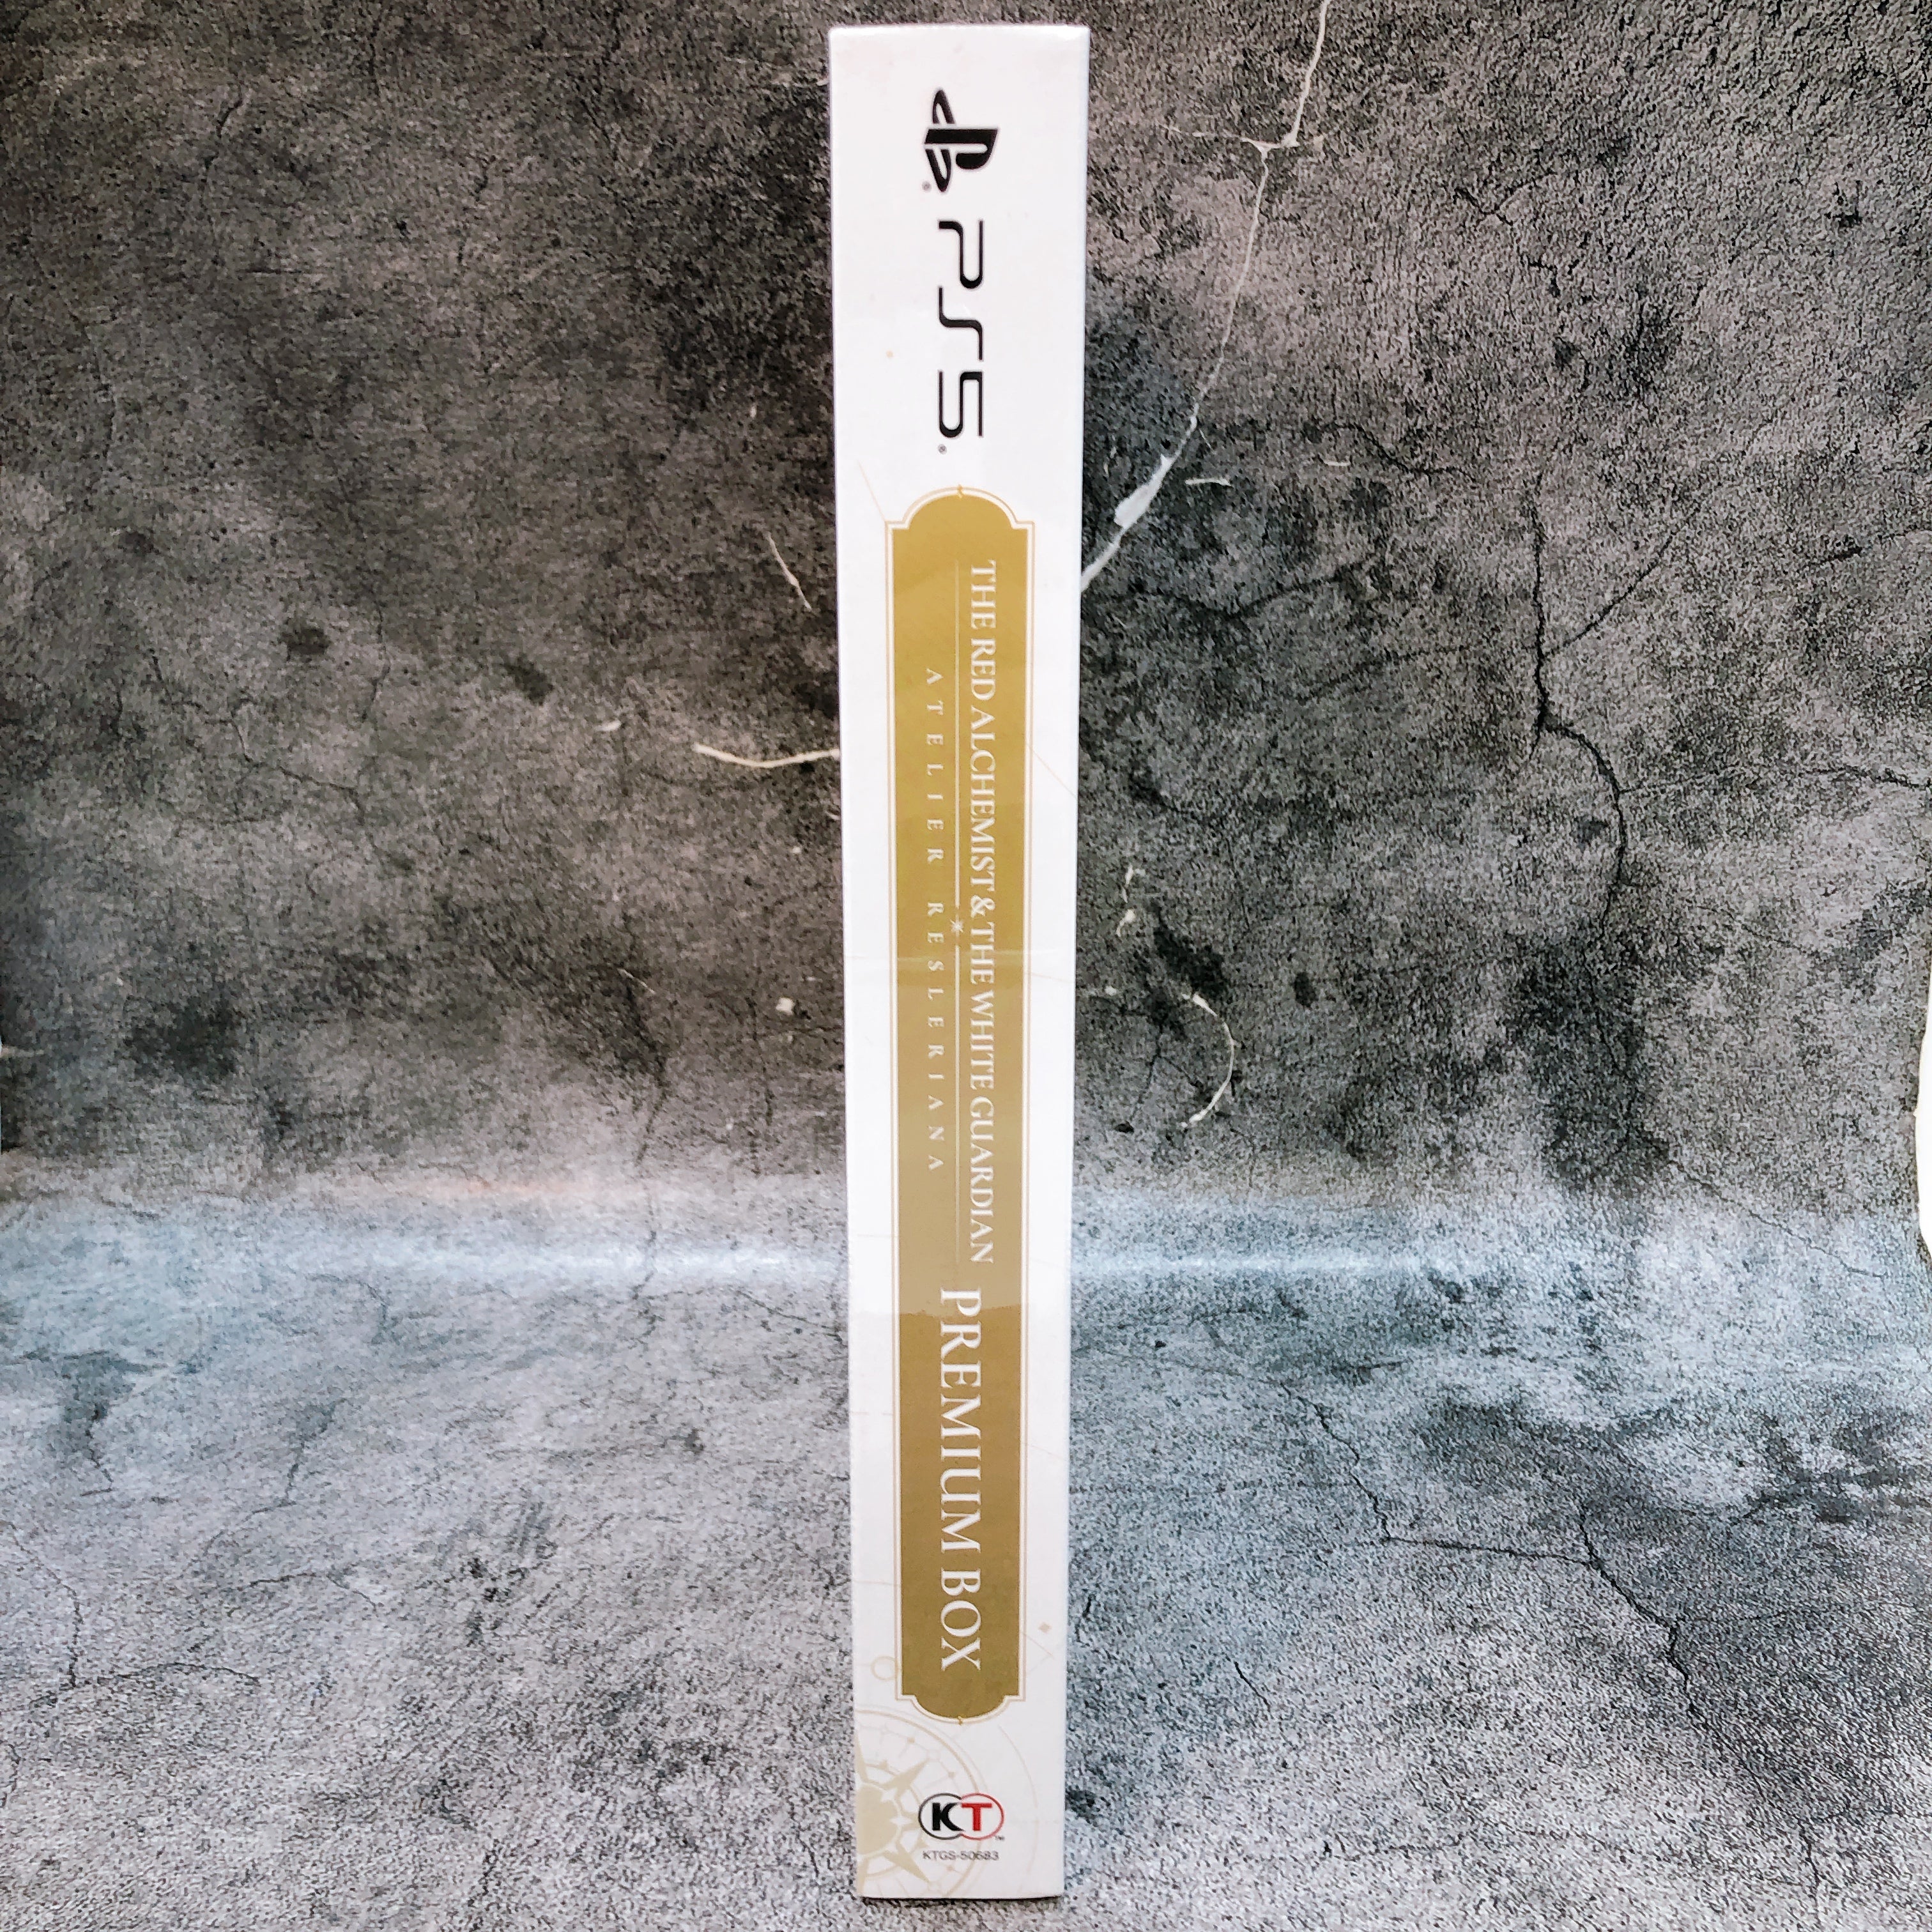 PS5
THE RED ALCHEMIST & THE WHITE GUARDIAN
ATELIER RESLERIANA
PREMIUM BOX
KT
KTGS-50683